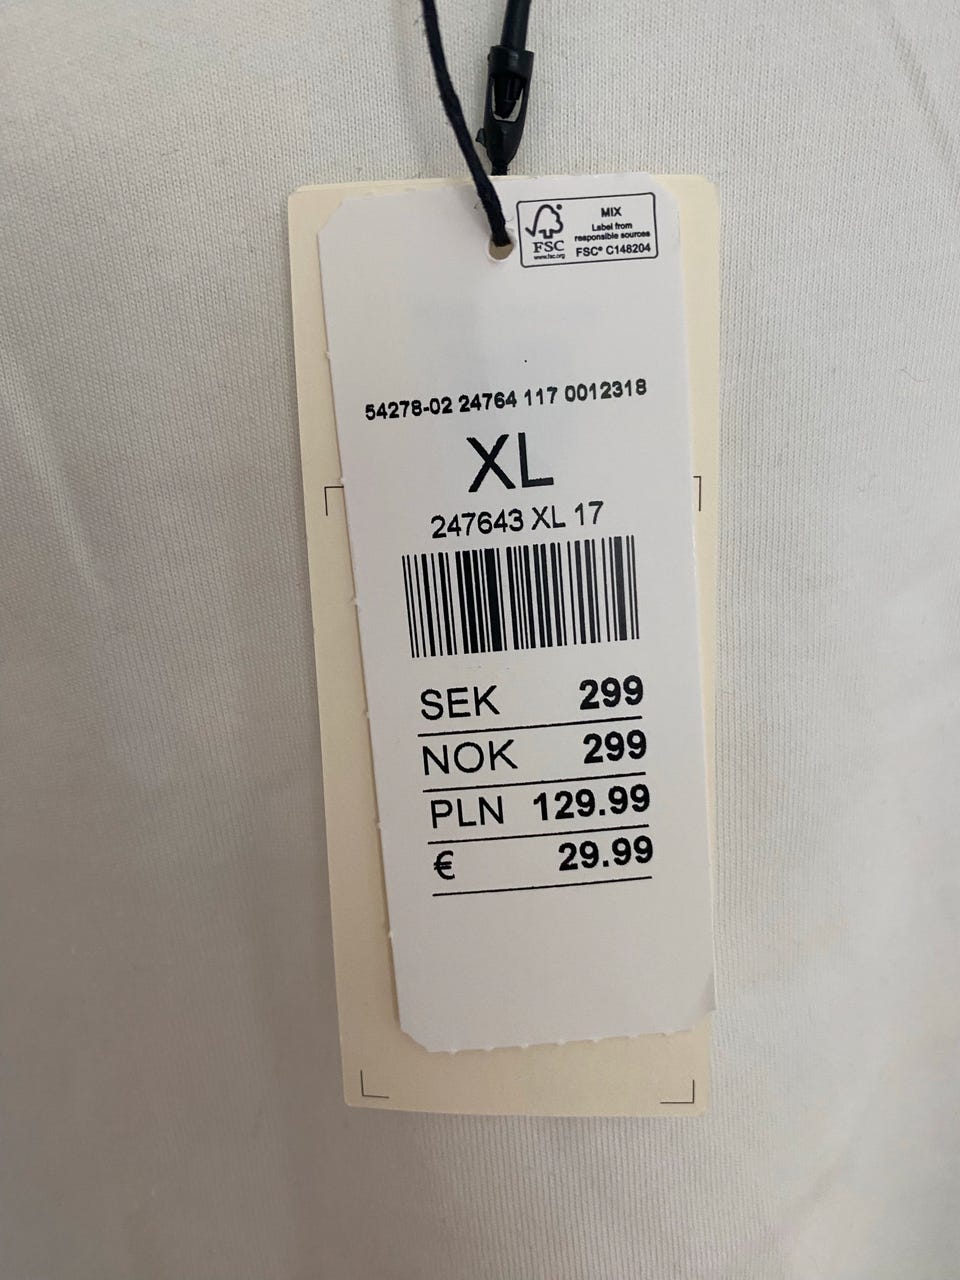 FSC
www.fsc.org
MIX
Label from
responsible sources
FSC® C148204
54278-02 24764 117 0012318
XL
247643 XL 17
SEK 299
NOK 299
PLN 129.99
€ 29.99